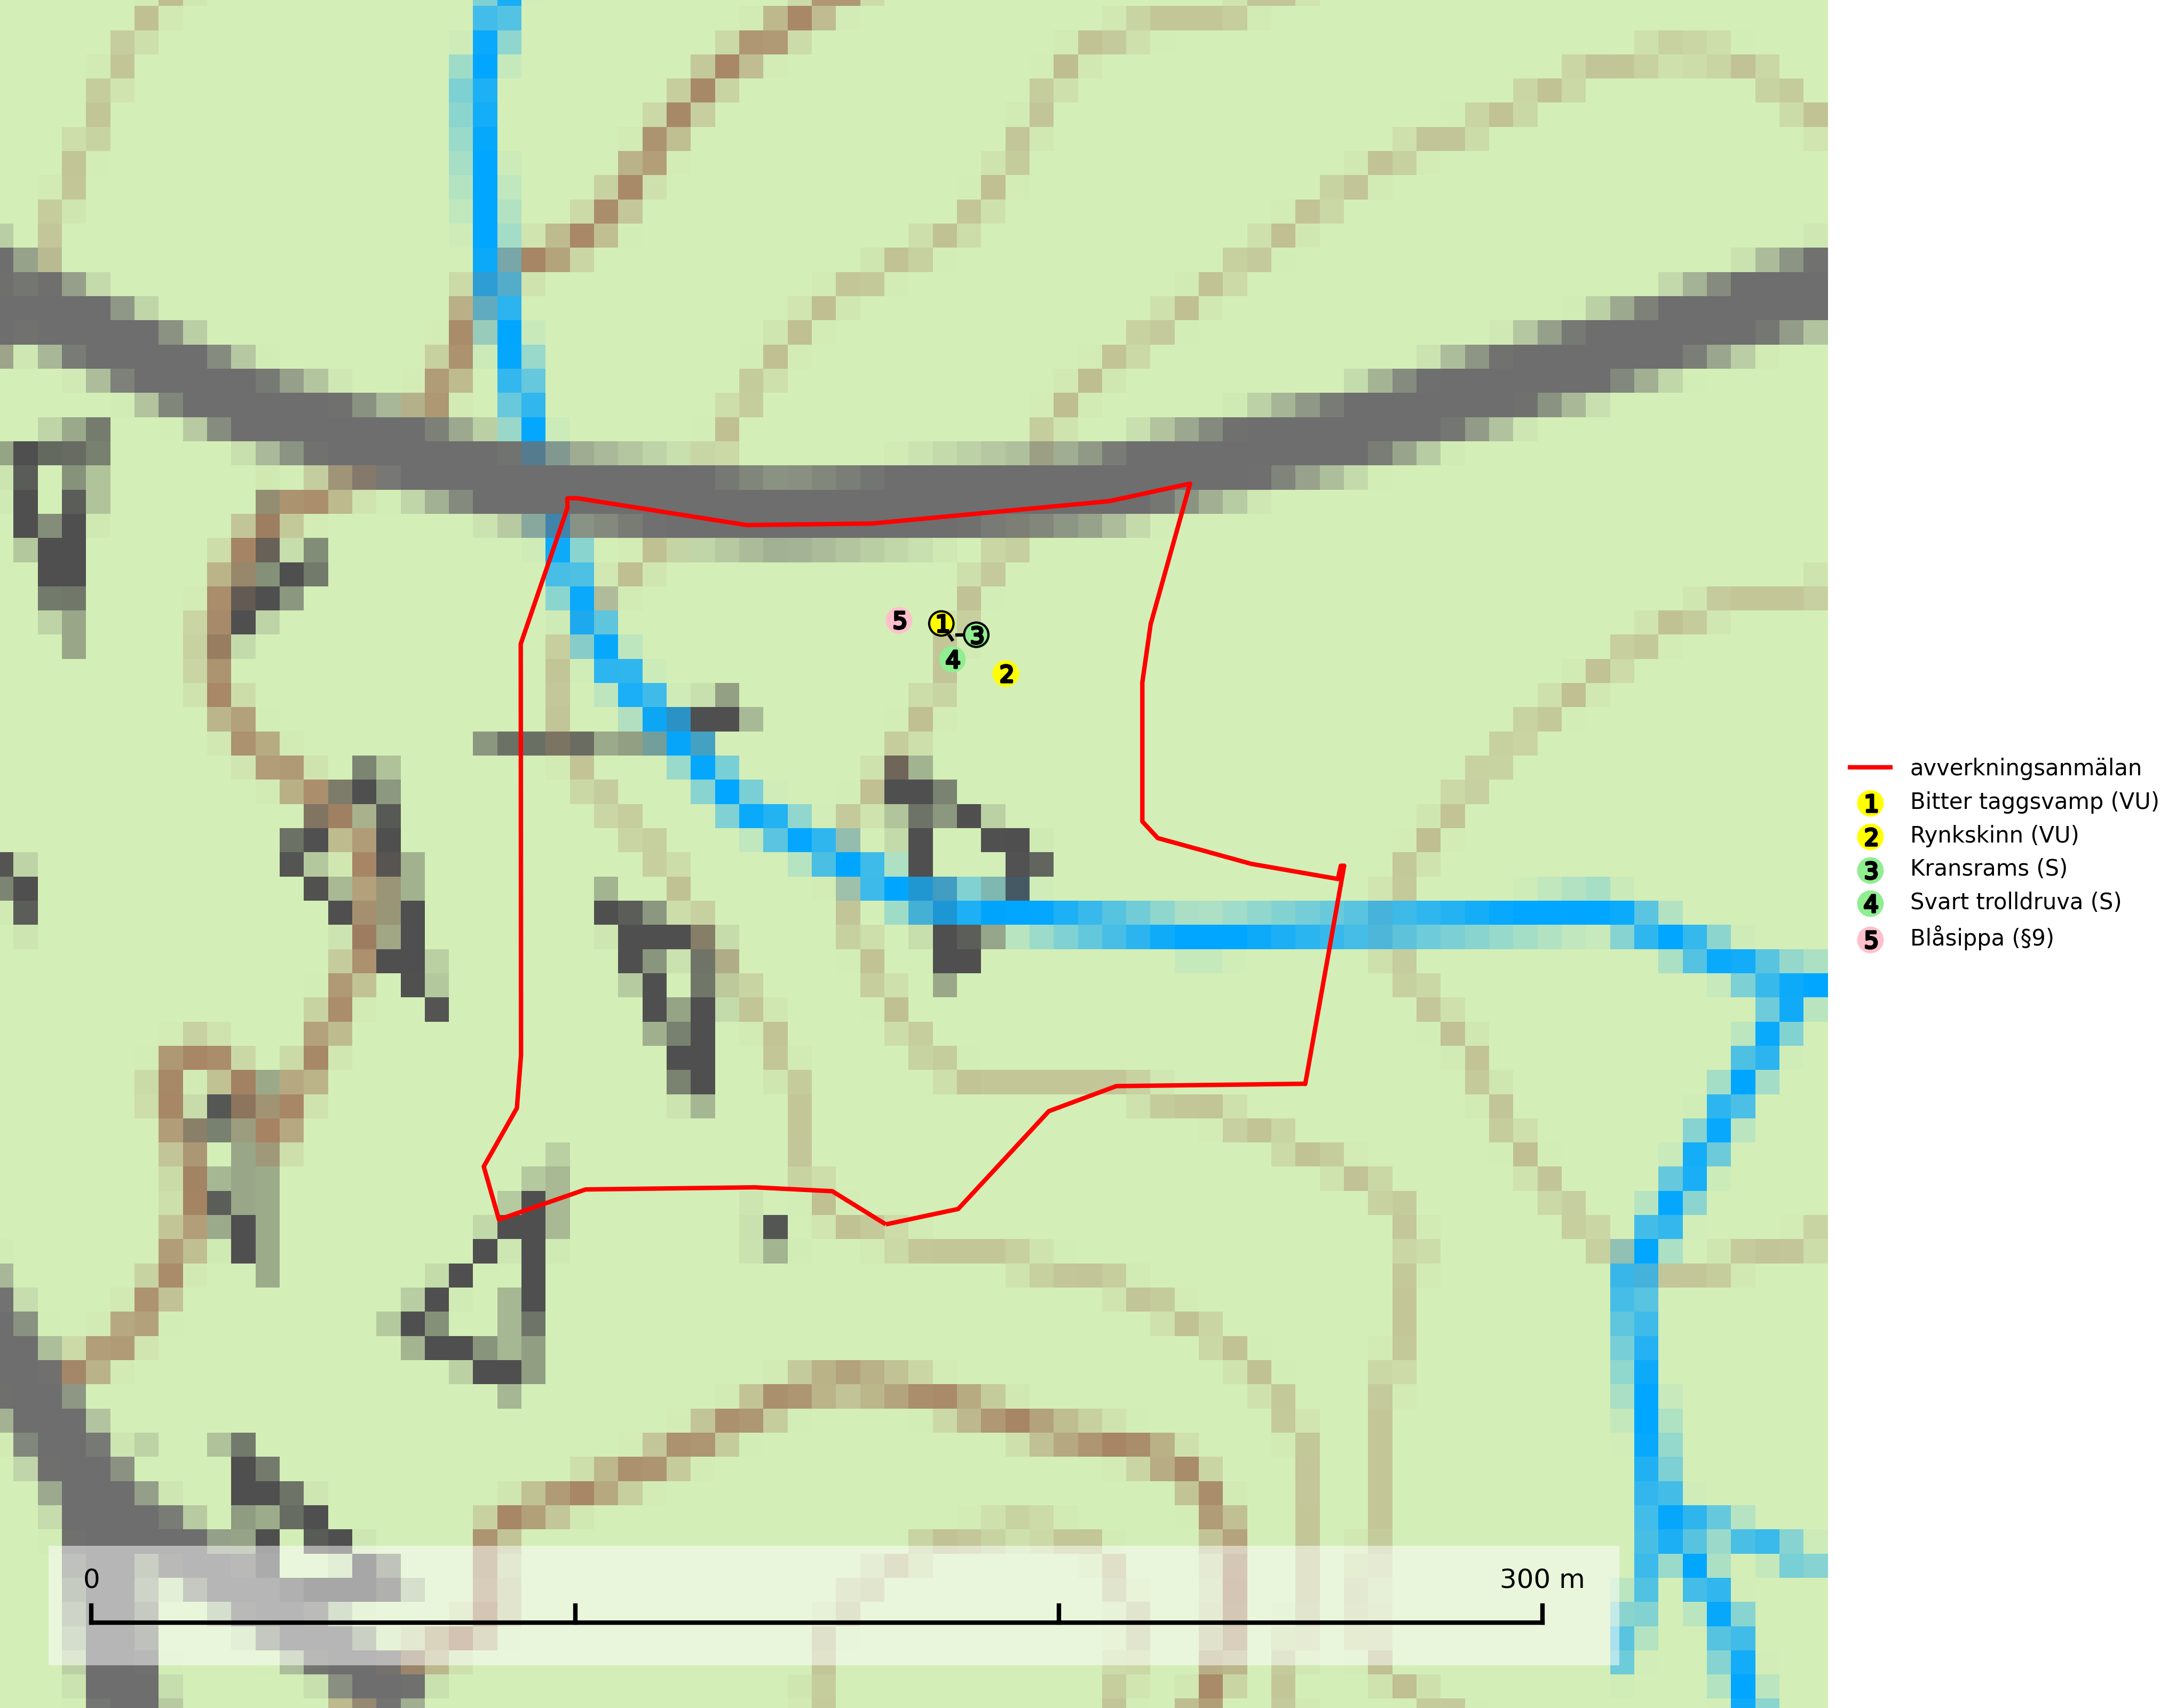 5 1 3
4 2
avverkningsanmälan
1 Bitter taggsvamp (VU)
2 Rynkskinn (VU)
3 Kransrams (S)
4 Svart trolldruva (S)
5 Blåsippa (§9)
0 300 m